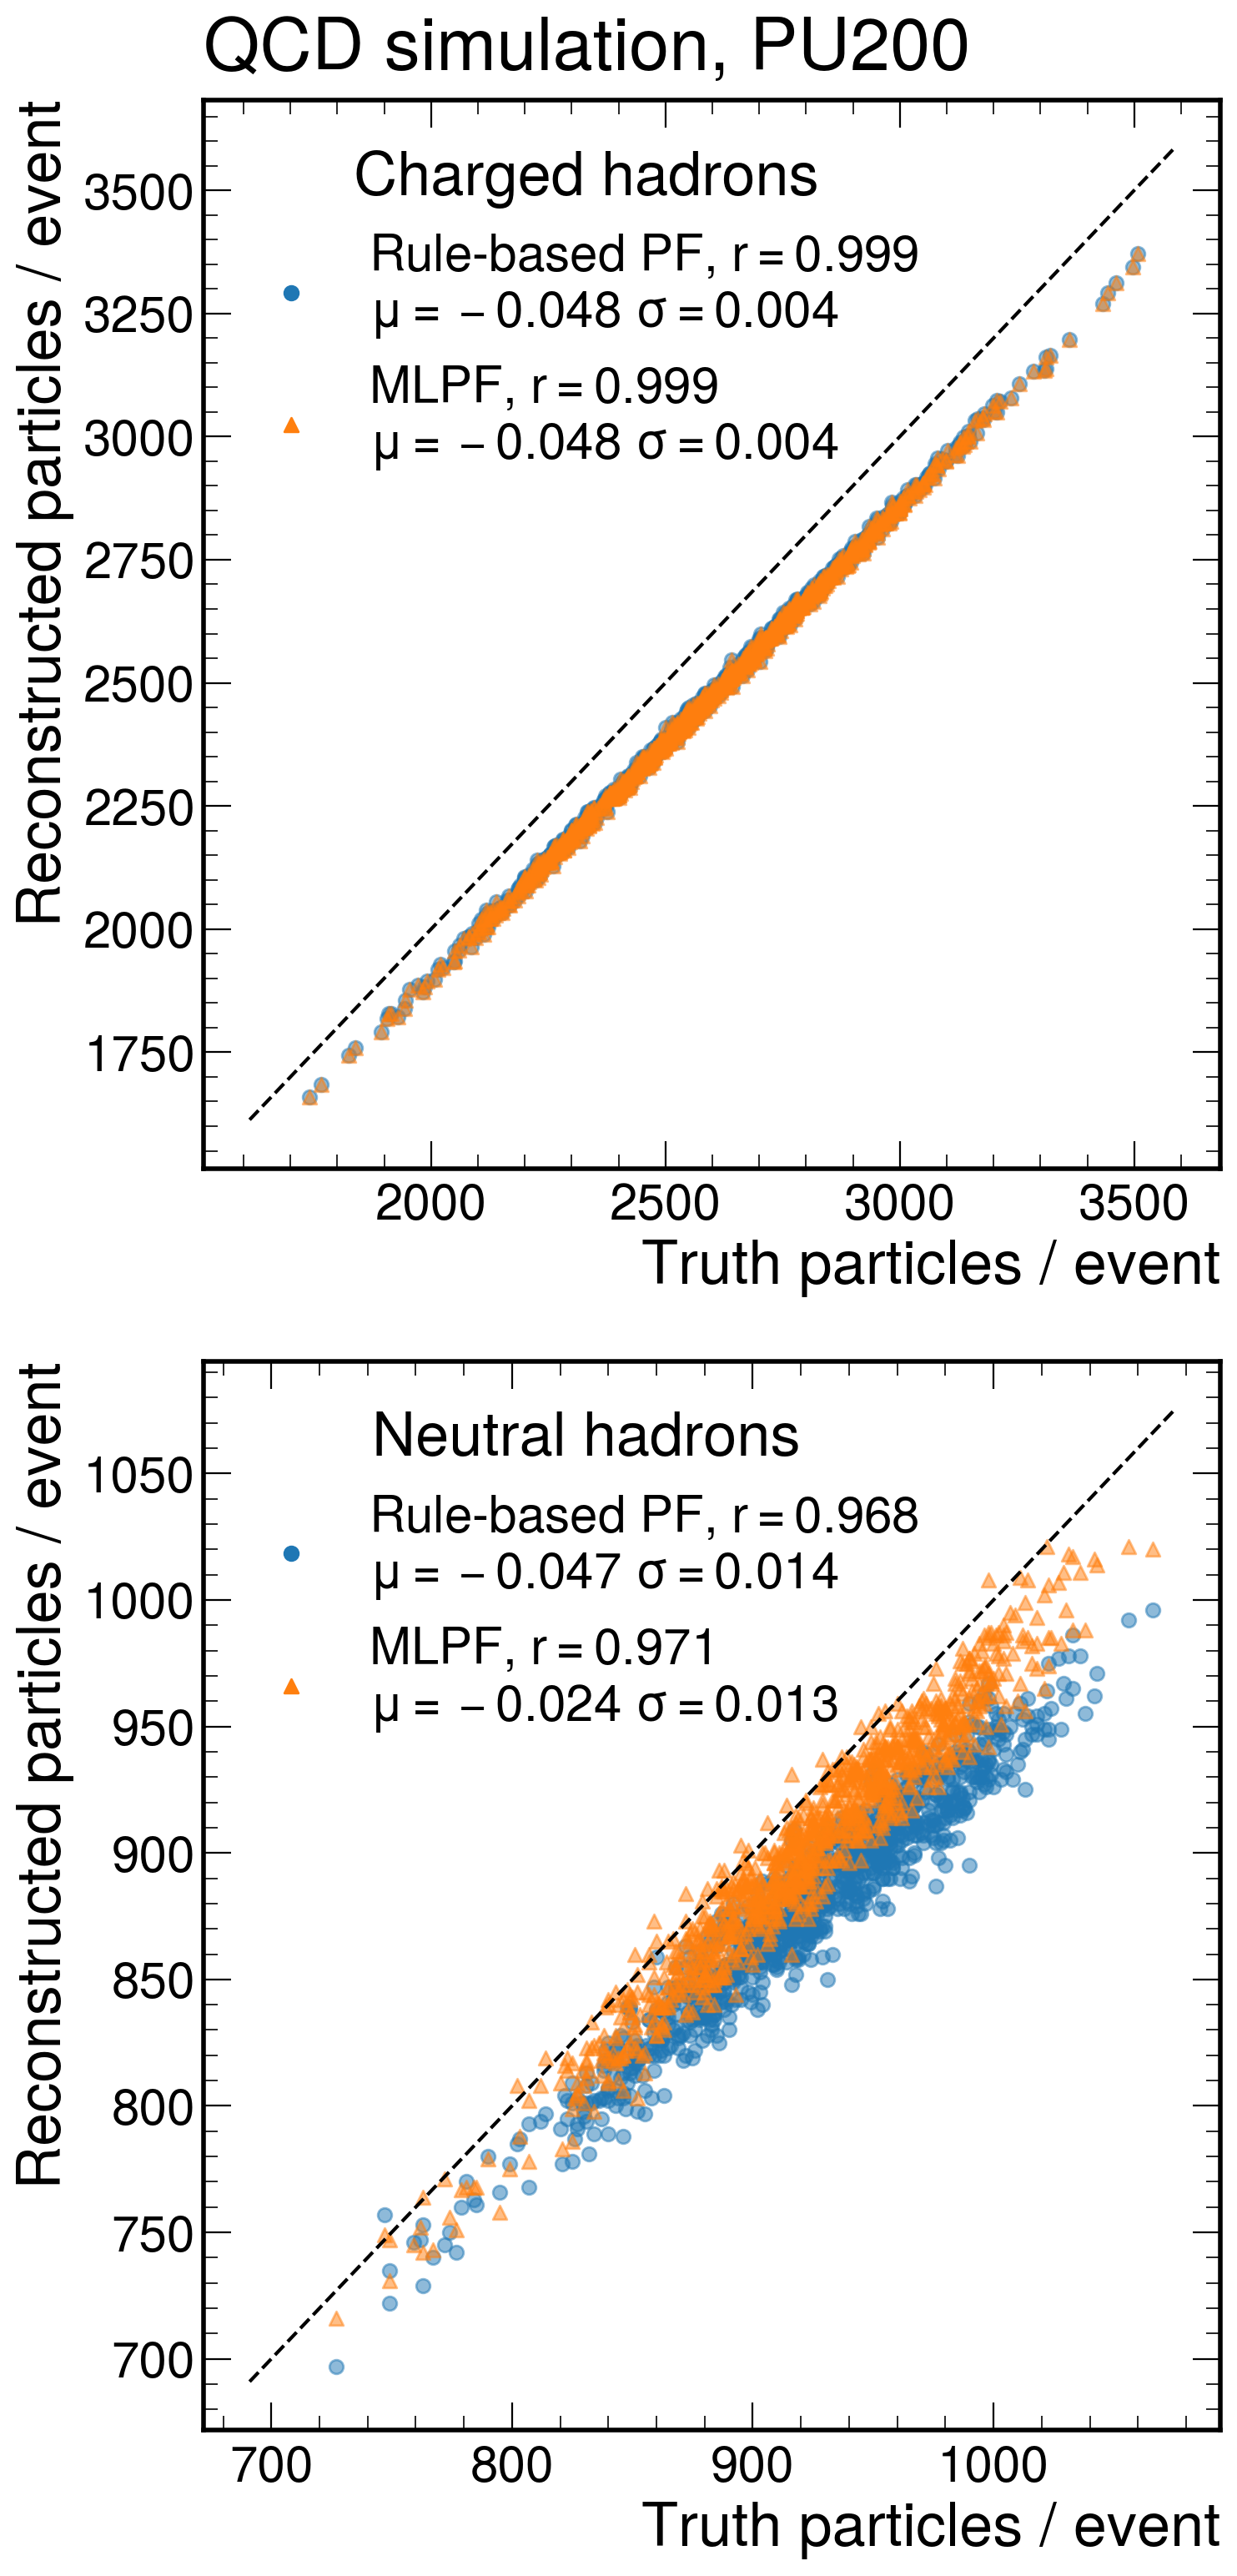 QCD simulation, PU200
Reconstructed particles / event
3500
3250
3000
2750
2500
2250
2000
1750
Charged hadrons
Rule-based PF, r = 0.999
μ = − 0.048 σ = 0.004
MLPF, r = 0.999
μ = − 0.048 σ = 0.004
2000 2500 3000 3500
Truth particles / event
Reconstructed particles / event
1050
1000
950
900
850
800
750
700
Neutral hadrons
Rule-based PF, r = 0.968
μ = − 0.047 σ = 0.014
MLPF, r = 0.971
μ = − 0.024 σ = 0.013
700 800 900 1000
Truth particles / event